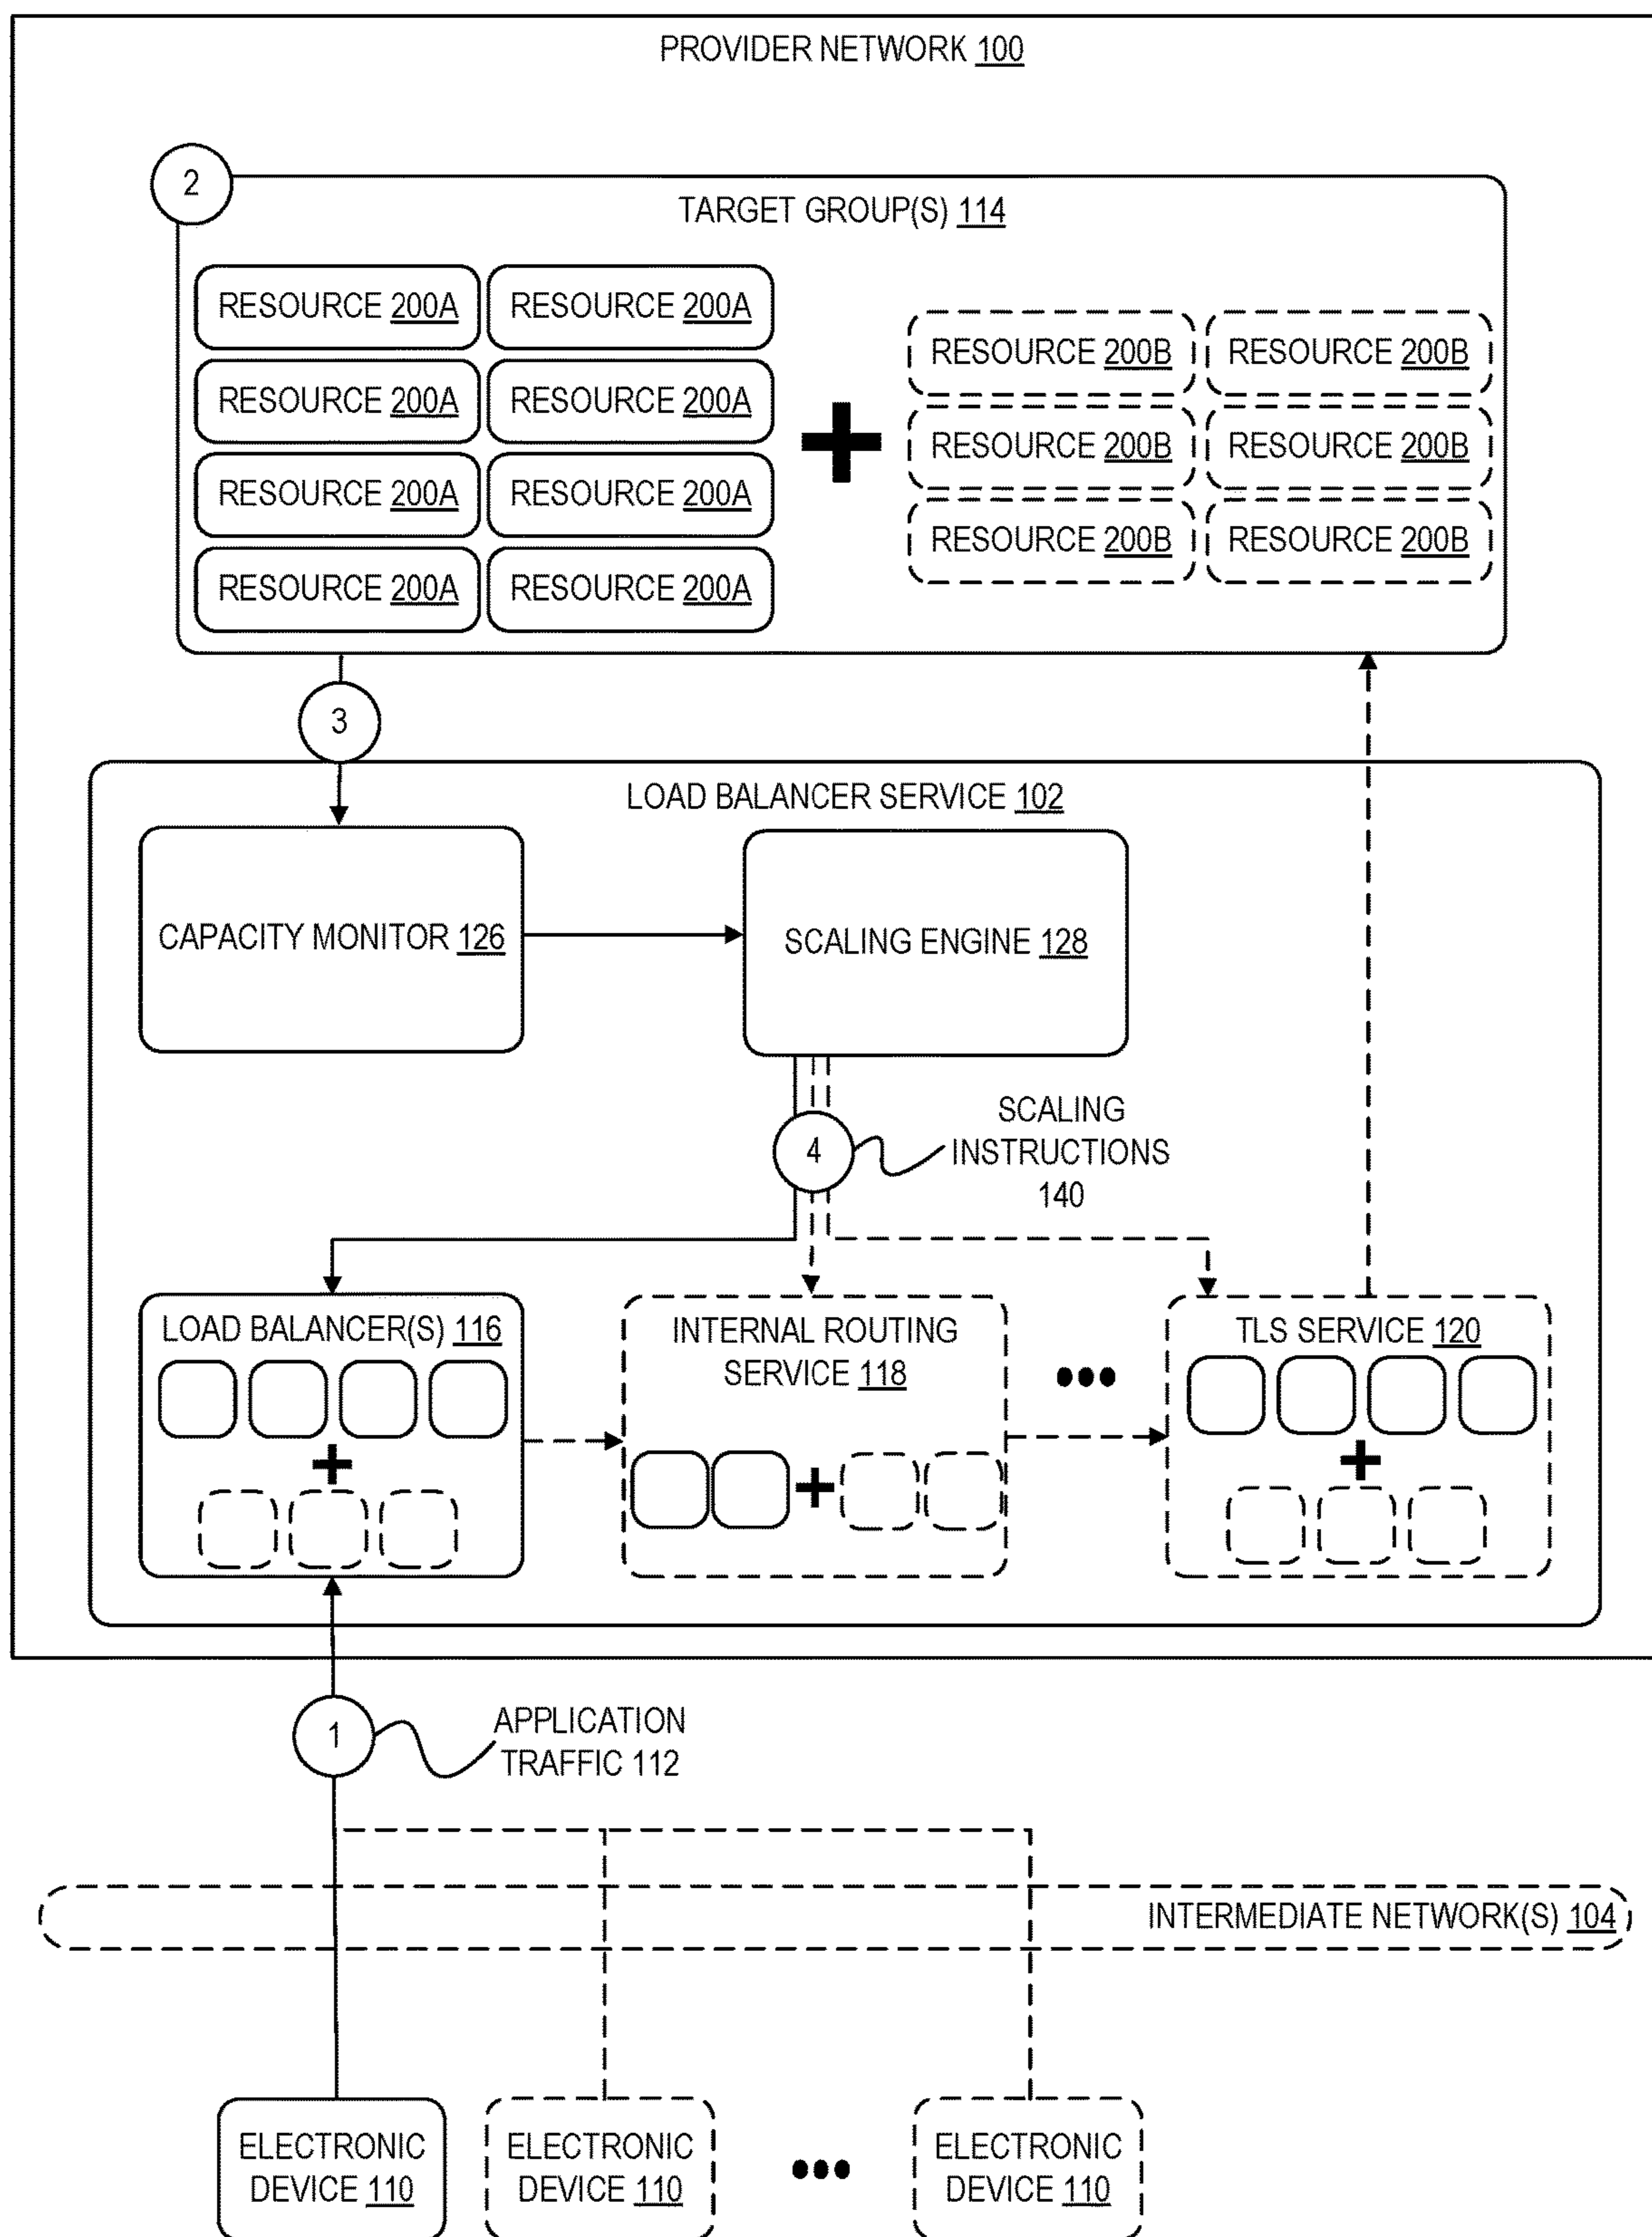 PROVIDER NETWORK 100
2
TARGET GROUP(S) 114
RESOURCE 200A RESOURCE 200A
RESOURCE 200A RESOURCE 200A
RESOURCE 200A RESOURCE 200A
RESOURCE 200A RESOURCE 200A
+
RESOURCE 200B RESOURCE 200B
RESOURCE 200B RESOURCE 200B
RESOURCE 200B RESOURCE 200B
3
LOAD BALANCER SERVICE 102
CAPACITY MONITOR 126
SCALING ENGINE 128
4
SCALING
INSTRUCTIONS
140
LOAD BALANCER(S) 116
+
INTERNAL ROUTING
SERVICE 118
+
•••
TLS SERVICE 120
+
1
APPLICATION
TRAFFIC 112
INTERMEDIATE NETWORK(S) 104
ELECTRONIC
DEVICE 110
ELECTRONIC
DEVICE 110
•••
ELECTRONIC
DEVICE 110